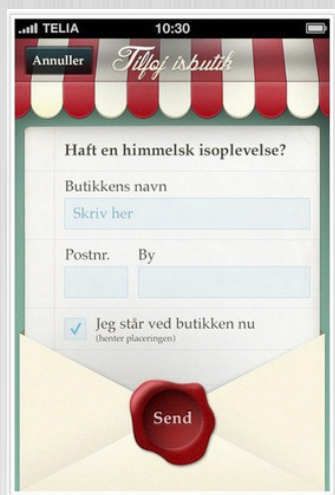 TELIA 10:30
Annuller Tilføj isbutik
Haft en himmelsk isoplevelse?
Butikkens navn
Skriv her
Postnr. By
Jeg står ved butikken nu
(henter placeringen)
Send